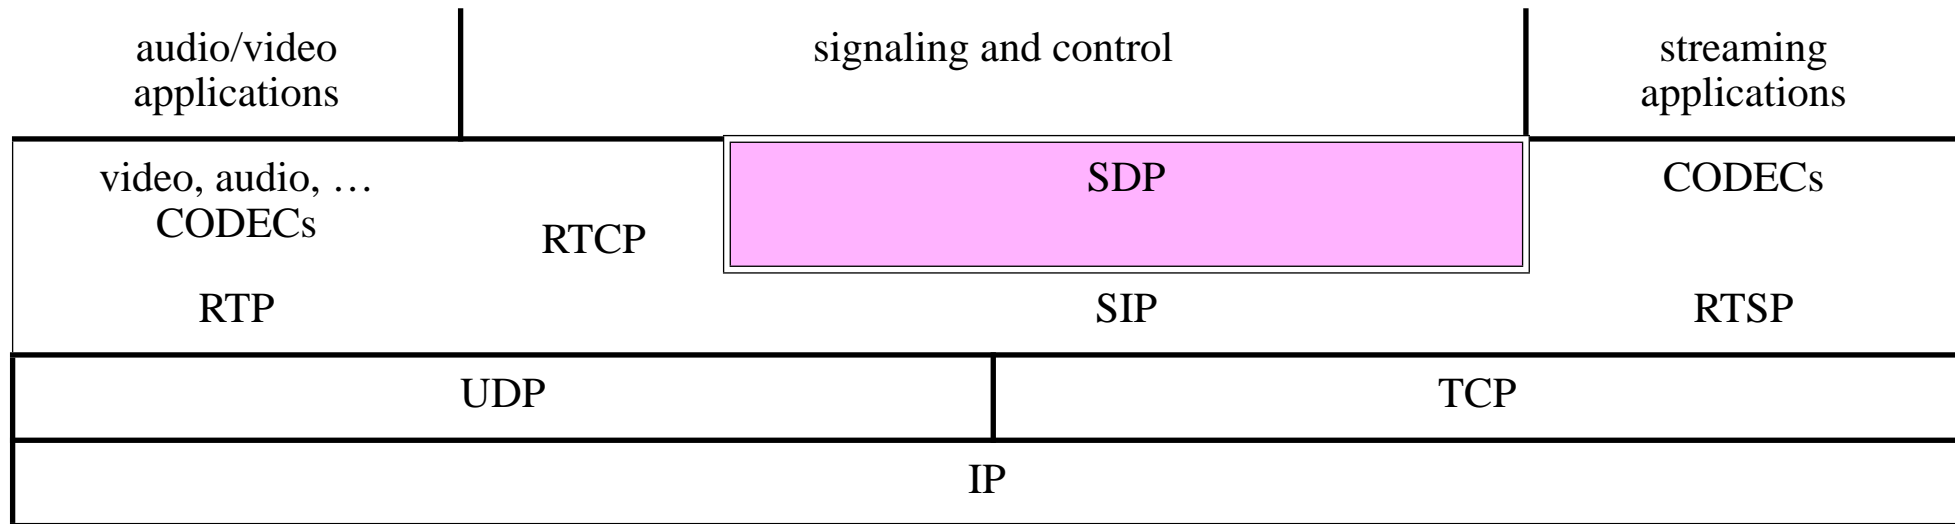 audio/video
applications
signaling and control
streaming
applications
video, audio, …
CODECs
RTCP
SDP
CODECs
RTP
SIP
RTSP
UDP
TCP
IP